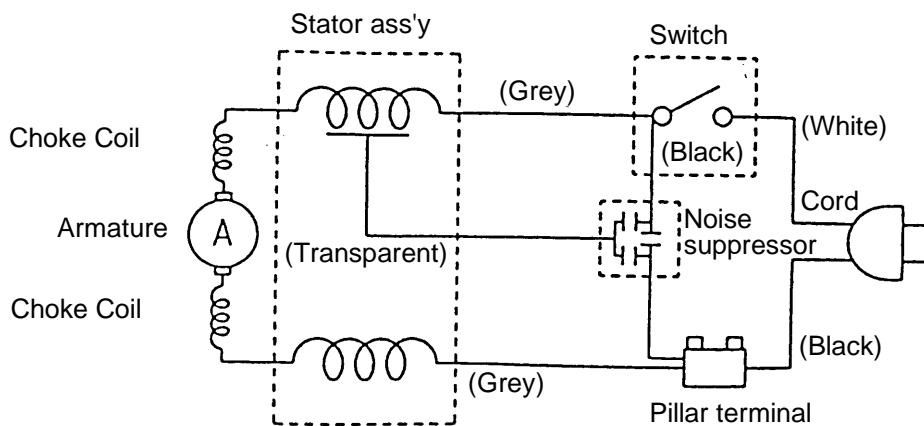 Stator ass'y
Switch
(Grey)
Choke Coil
(White)
(Black)
Cord
Armature
A
Noise
suppressor
(Transparent)
Choke Coil
(Black)
(Grey)
Pillar terminal